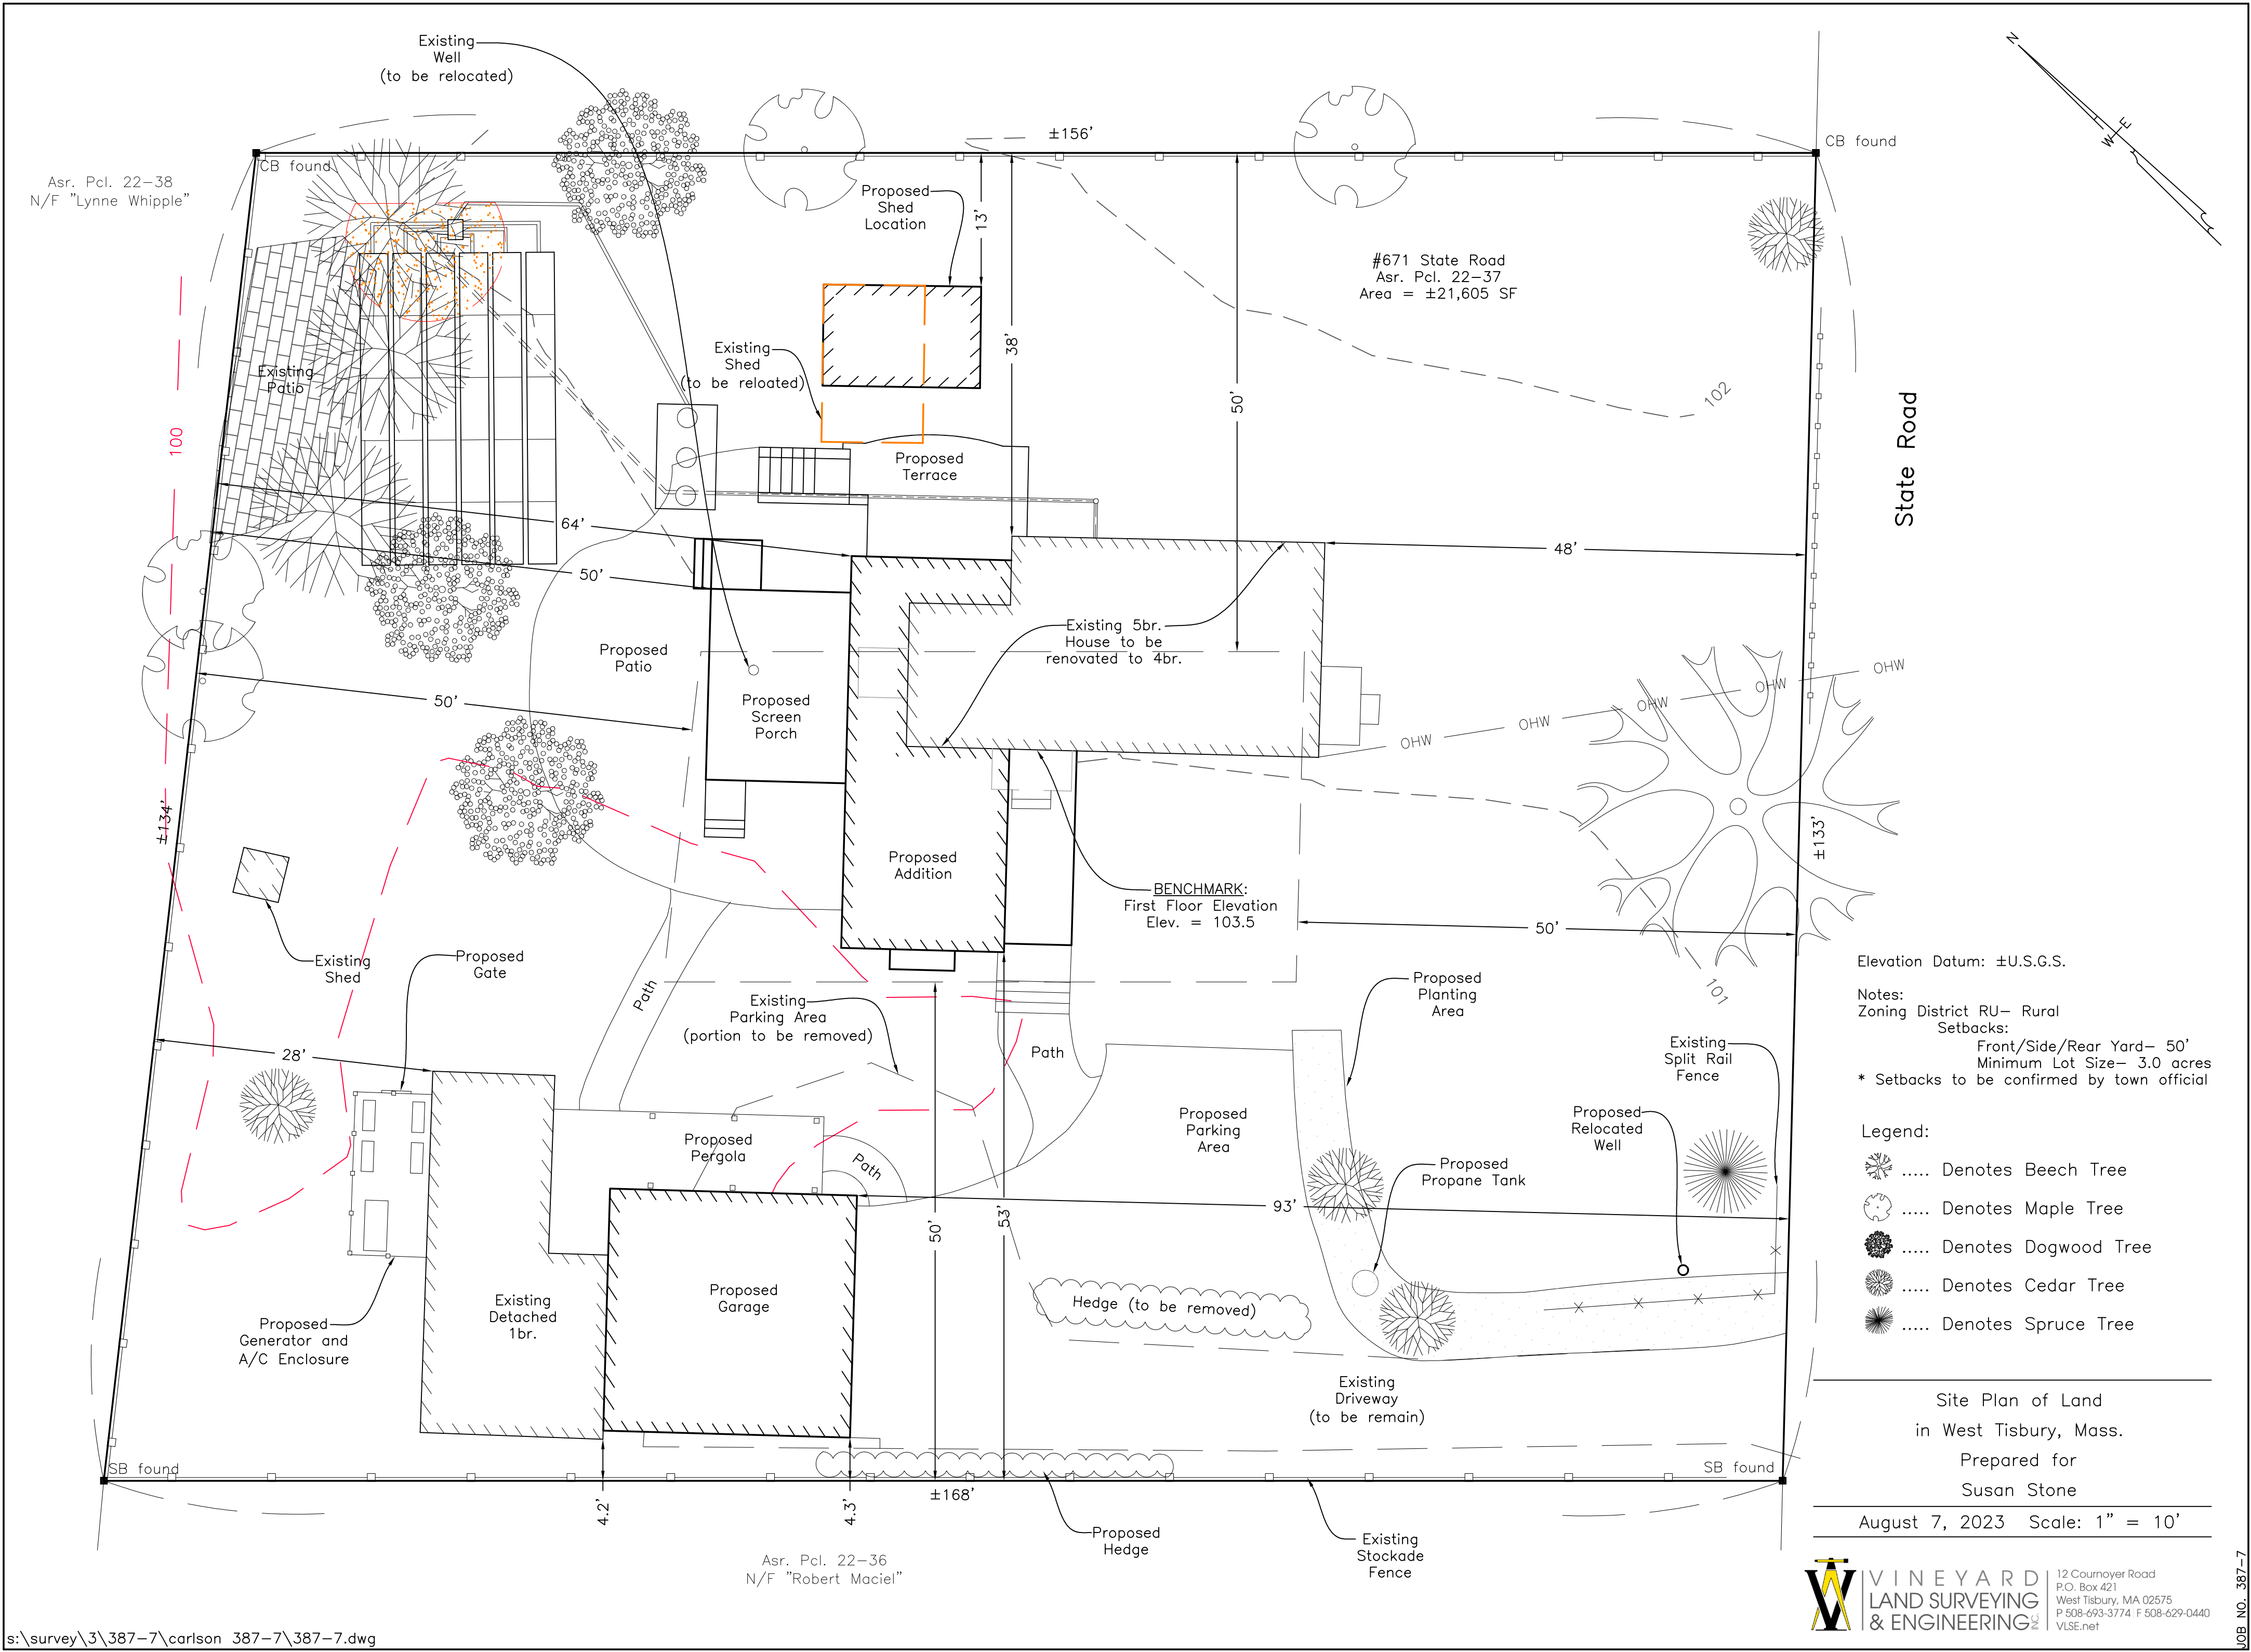 Existing
Well
(to be relocated)
N
E
W
±156'
CB found
CB found
Asr. Pcl. 22-38
N/F "Lynne Whipple"
Proposed
Shed
Location
13'
#671 State Road
Asr. Pcl. 22-37
Area = ±21,605 SF
38'
50'
Existing
Shed
(to be reloated)
Existing
Patio
100
102
State Road
Proposed
Terrace
64'
48'
50'
Existing 5br.
House to be
renovated to 4br.
Proposed
Patio
OHW
OHW
OHW
OHW
OHW
50'
Proposed
Screen
Porch
±134'
±133'
Proposed
Addition
BENCHMARK:
First Floor Elevation
Elev. = 103.5
50'
Existing
Shed
Proposed
Gate
Path
Existing
Parking Area
(portion to be removed)
Proposed
Planting
Area
101
Elevation Datum: ±U.S.G.S.
Notes:
Zoning District RU- Rural
Setbacks:
Front/Side/Rear Yard- 50'
Minimum Lot Size- 3.0 acres
* Setbacks to be confirmed by town official
28'
Path
Existing
Split Rail
Fence
Proposed
Parking
Area
Proposed
Relocated
Well
Proposed
Pergola
Path
Proposed
Propane Tank
Legend:
..... Denotes Beech Tree
..... Denotes Maple Tree
..... Denotes Dogwood Tree
..... Denotes Cedar Tree
..... Denotes Spruce Tree
93'
50'
53'
Proposed
Garage
Existing
Detached
1br.
Proposed
Generator and
A/C Enclosure
Hedge (to be removed)
Existing
Driveway
(to be remain)
SB found
SB found
±168'
4.2'
4.3'
Proposed
Hedge
Existing
Stockade
Fence
Asr. Pcl. 22-36
N/F "Robert Maciel"
Site Plan of Land
in West Tisbury, Mass.
Prepared for
Susan Stone
August 7, 2023 Scale: 1" = 10'
VINEYARD
LAND SURVEYING
& ENGINEERING INC.
12 Cournoyer Road
P.O. Box 421
West Tisbury, MA 02575
P 508-693-3774 F 508-629-0440
VLSE.net
JOB NO. 387-7
s:\survey\3\387-7\carlson 387-7\387-7.dwg